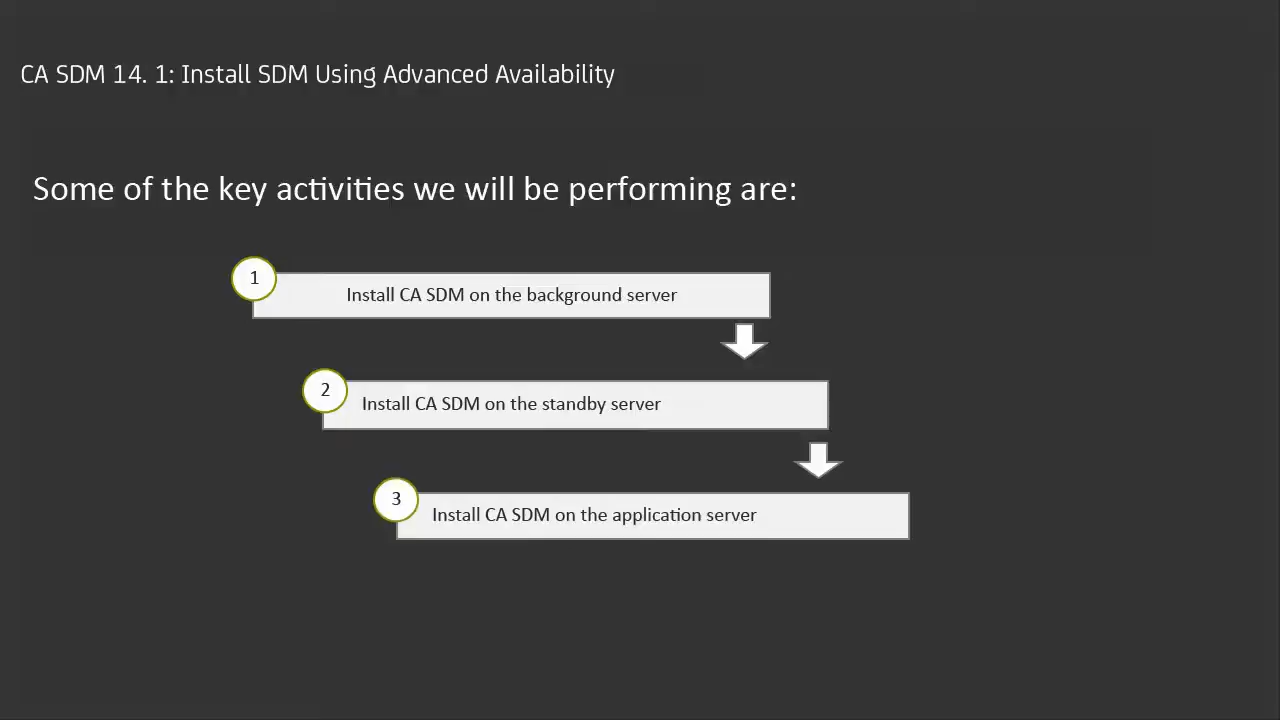 CA SDM 14. 1: Install SDM Using Advanced Availability
Some of the key activities we will be performing are:
1
Install CA SDM on the background server
2
Install CA SDM on the standby server
3
Install CA SDM on the application server